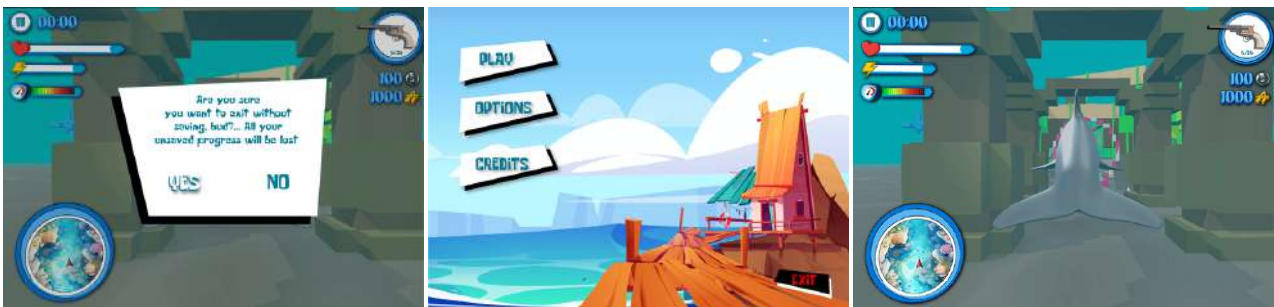 00:00
100
1000
Are you sure
you want to exit without
saving, bud?... All your
unsaved progress will be lost
YES NO
PLAY
OPTIONS
CREDITS
EXIT
00:00
100
1000